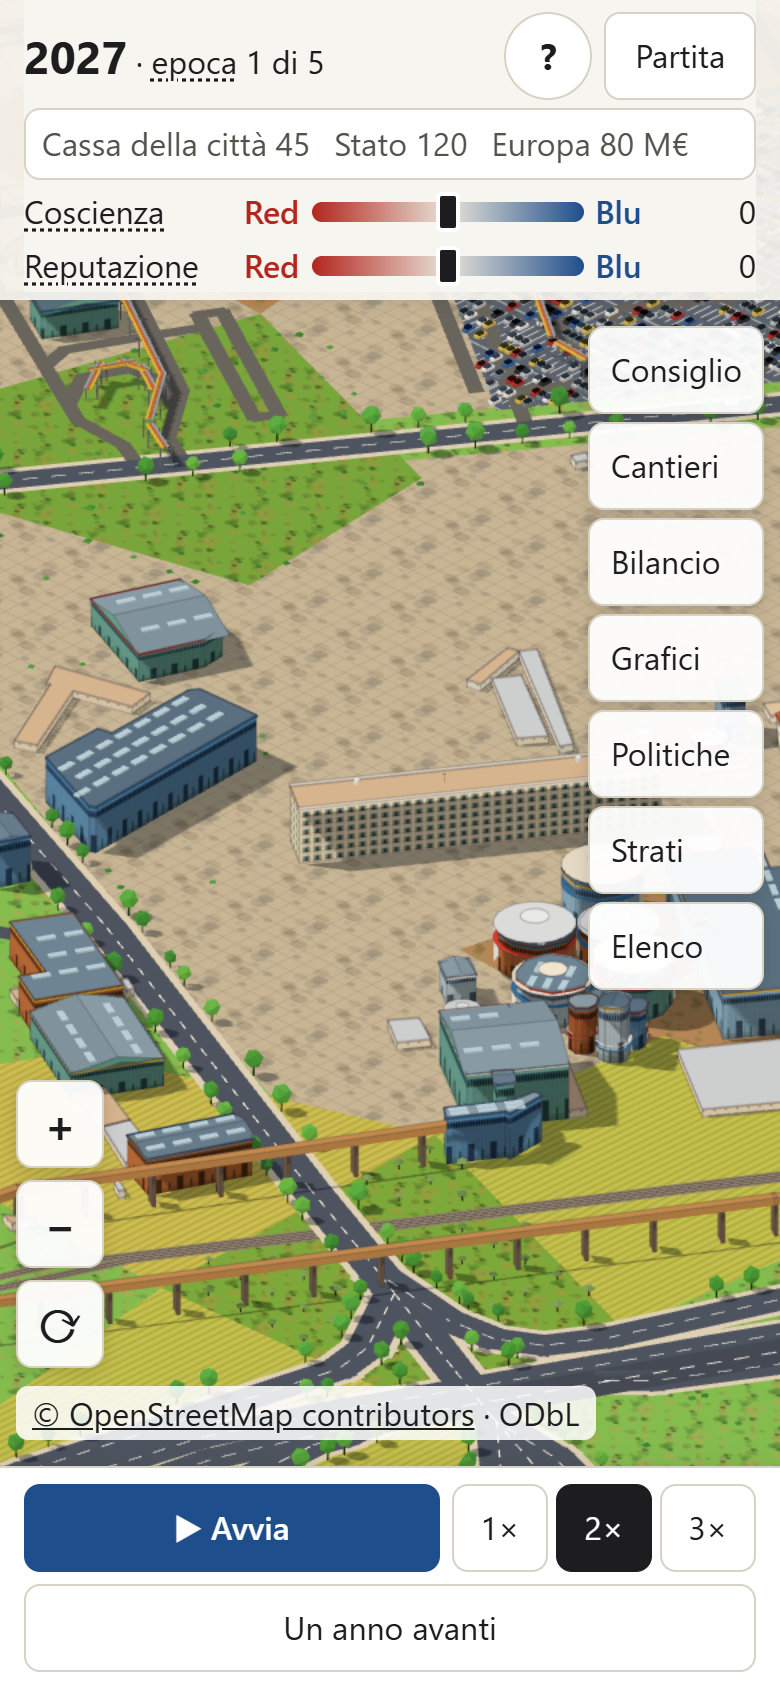 2027 · epoca 1 di 5
?
Partita
Cassa della città 45 Stato 120 Europa 80 M€
Coscienza Red Blu 0
Reputazione Red Blu 0
Consiglio
Cantieri
Bilancio
Grafici
Politiche
Strati
Elenco
+
−
© OpenStreetMap contributors · ODbL
▶ Avvia
1×
2×
3×
Un anno avanti